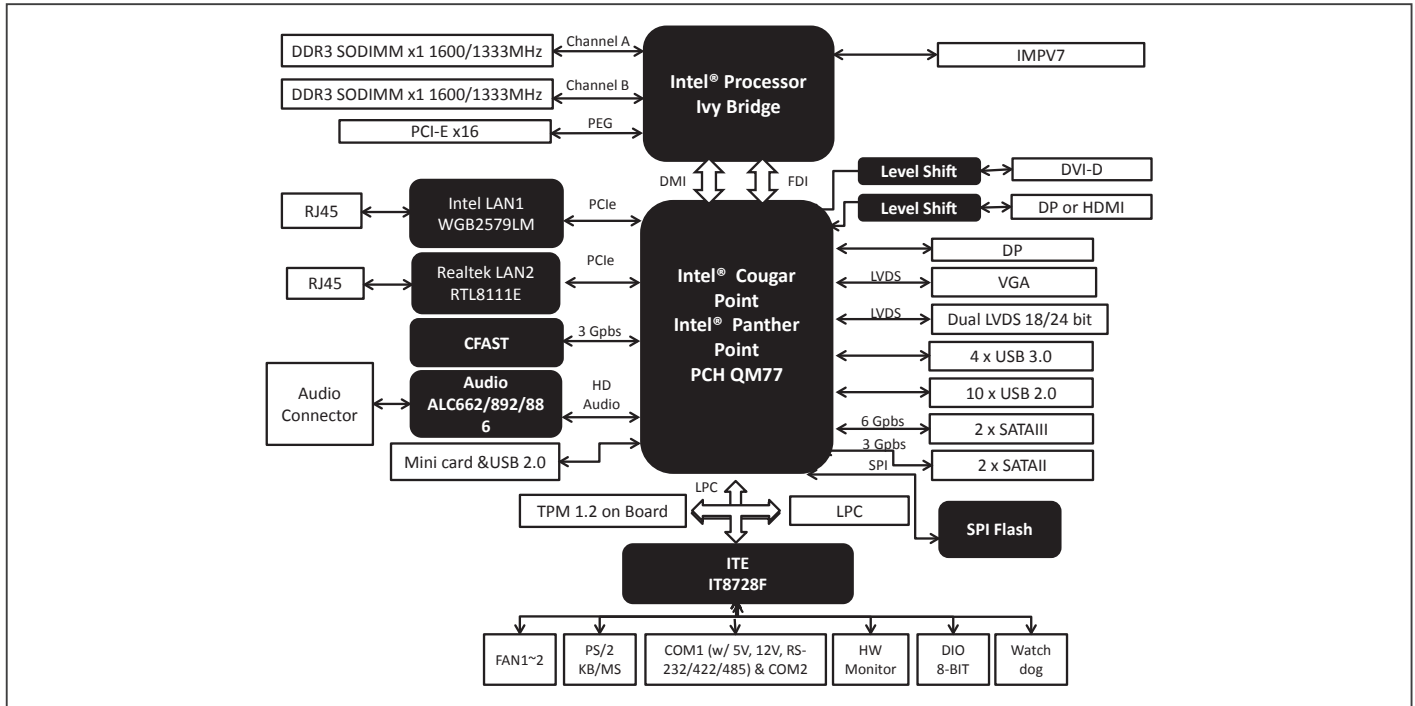 DDR3 SODIMM x1 1600/1333MHz
Channel A
Intel® Processor
Ivy Bridge
IMPV7
DDR3 SODIMM x1 1600/1333MHz
Channel B
PCI-E x16
PEG
DMI
FDI
Level Shift
DVI-D
Level Shift
DP or HDMI
RJ45
Intel LAN1
WGB2579LM
PCIe
RJ45
Realtek LAN2
RTL8111E
PCIe
CFAST
3 Gpbs
Audio
Connector
Audio
ALC662/892/88
6
HD
Audio
Mini card &USB 2.0
Intel® Cougar
Point
Intel® Panther
Point
PCH QM77
DP
LVDS
VGA
LVDS
Dual LVDS 18/24 bit
4 x USB 3.0
10 x USB 2.0
6 Gpbs
2 x SATAIII
3 Gpbs
2 x SATAII
SPI
SPI Flash
LPC
TPM 1.2 on Board
LPC
ITE
IT8728F
FAN1~2
PS/2
KB/MS
COM1 (w/ 5V, 12V, RS-
232/422/485) & COM2
HW
Monitor
DIO
8-BIT
Watch
dog